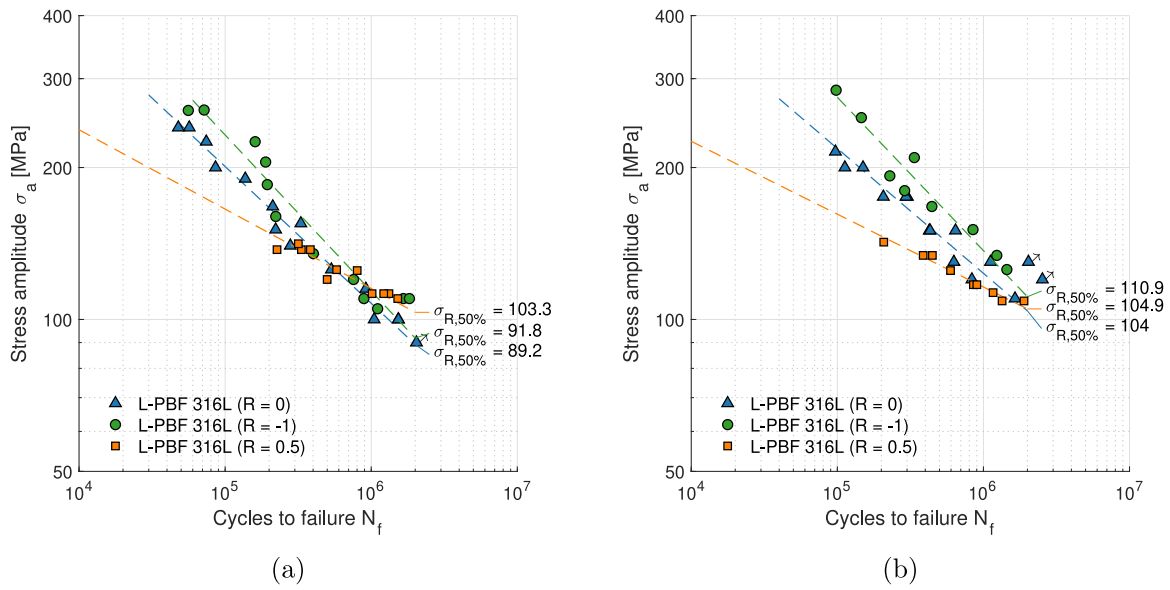 400
300
200
100
50
Stress amplitude σa [MPa]
σR,50% = 103.3
σR,50% = 91.8
σR,50% = 89.2
L-PBF 316L (R = 0)
L-PBF 316L (R = -1)
L-PBF 316L (R = 0.5)
10^4 10^5 10^6 10^7
Cycles to failure Nf
(a)
400
300
200
100
50
Stress amplitude σa [MPa]
σR,50% = 110.9
σR,50% = 104.9
σR,50% = 104
L-PBF 316L (R = 0)
L-PBF 316L (R = -1)
L-PBF 316L (R = 0.5)
10^4 10^5 10^6 10^7
Cycles to failure Nf
(b)